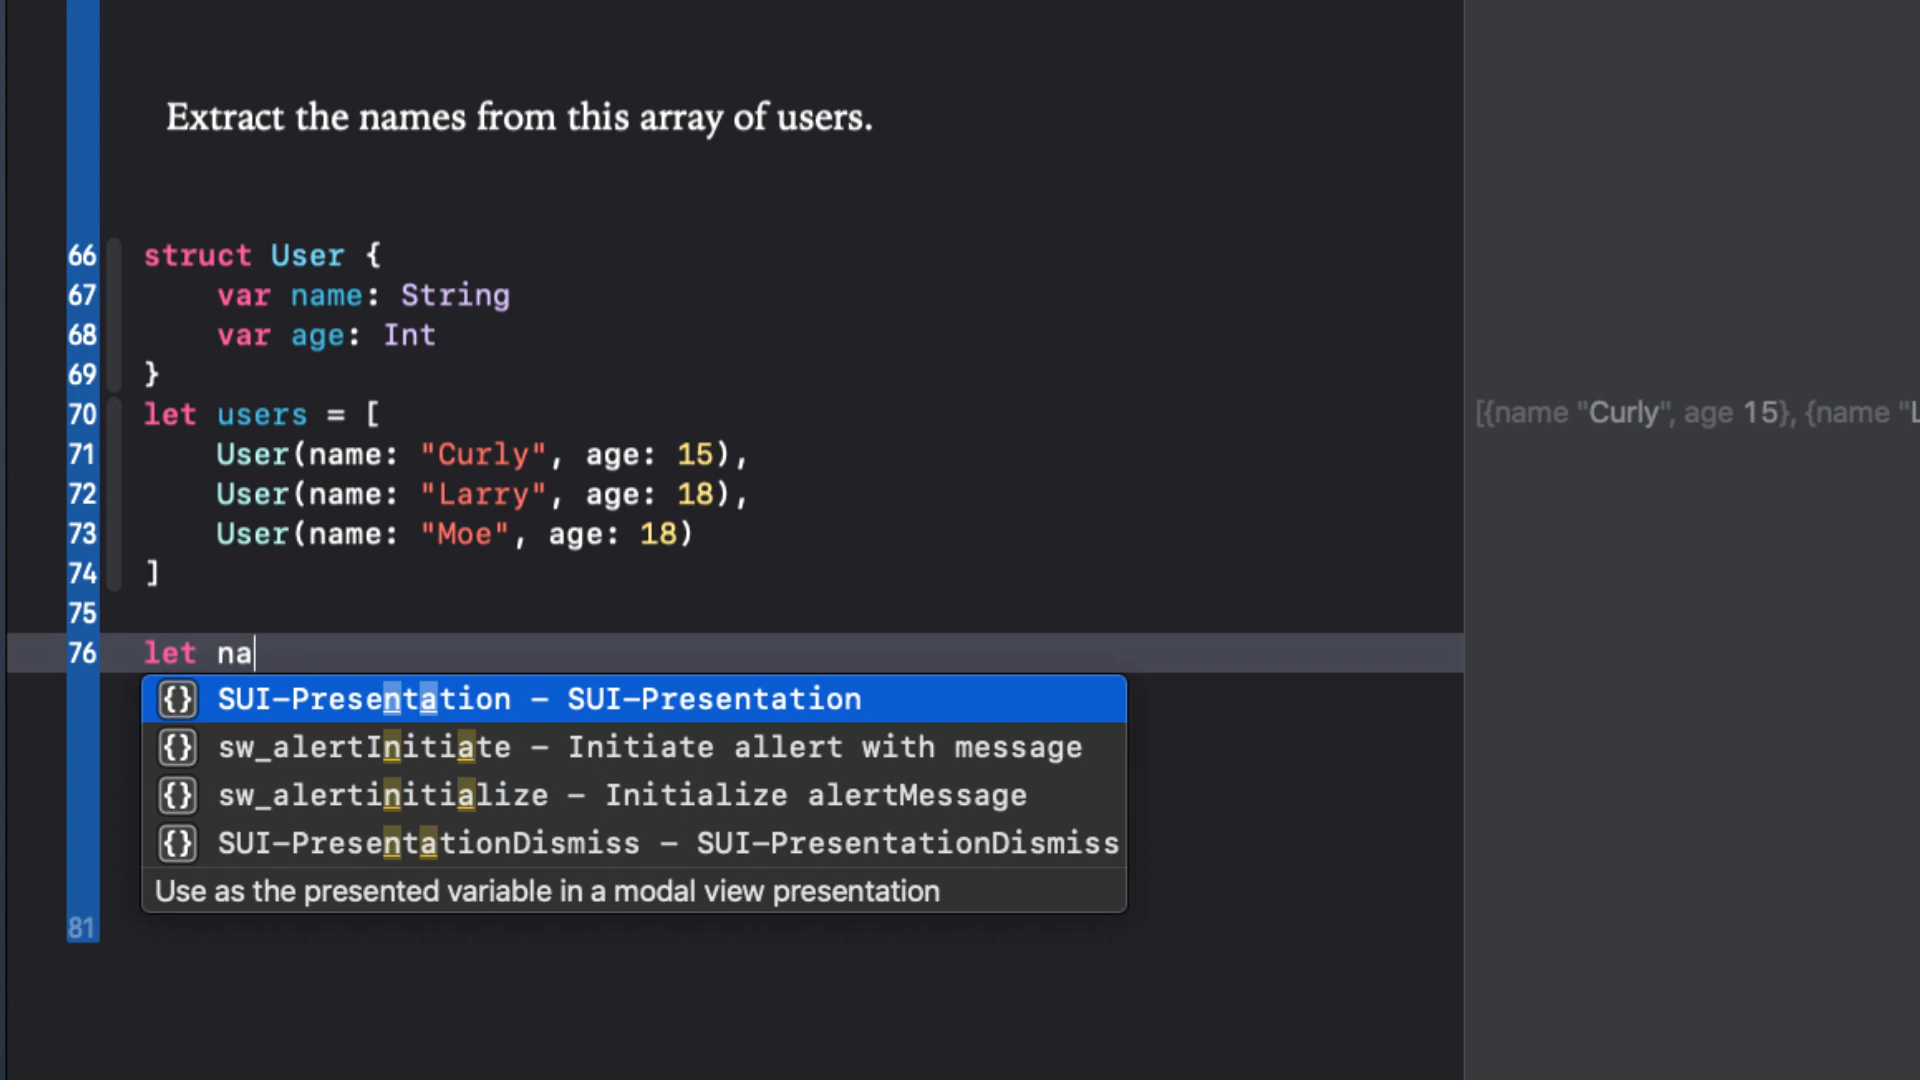 Extract the names from this array of users.
66 struct User {
67 var name: String
68 var age: Int
69 }
70 let users = [
[{name "Curly", age 15}, {name "L
71 User(name: "Curly", age: 15),
72 User(name: "Larry", age: 18),
73 User(name: "Moe", age: 18)
74 ]
75
76 let na
{} SUI-Presentation – SUI-Presentation
{} sw_alertInitiate – Initiate allert with message
{} sw_alertinitialize – Initialize alertMessage
{} SUI-PresentationDismiss – SUI-PresentationDismiss
Use as the presented variable in a modal view presentation
81